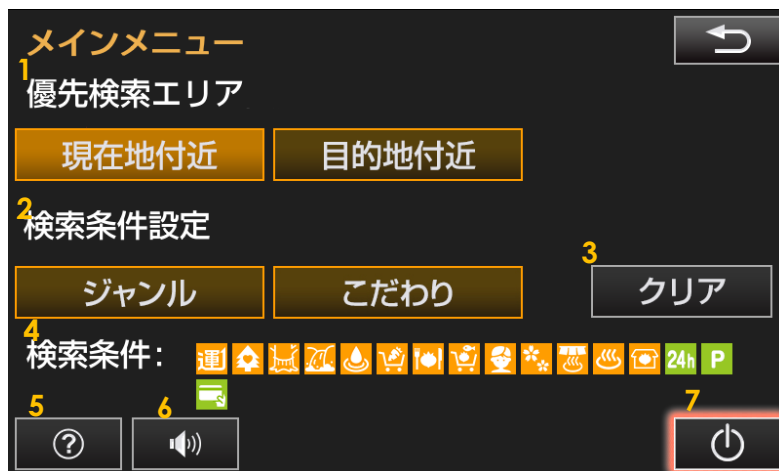 メインメニュー
1
優先検索エリア
現在地付近 目的地付近
2
検索条件設定
3
ジャンル こだわり クリア
4
検索条件： 運1 24h P
5 6 7
?